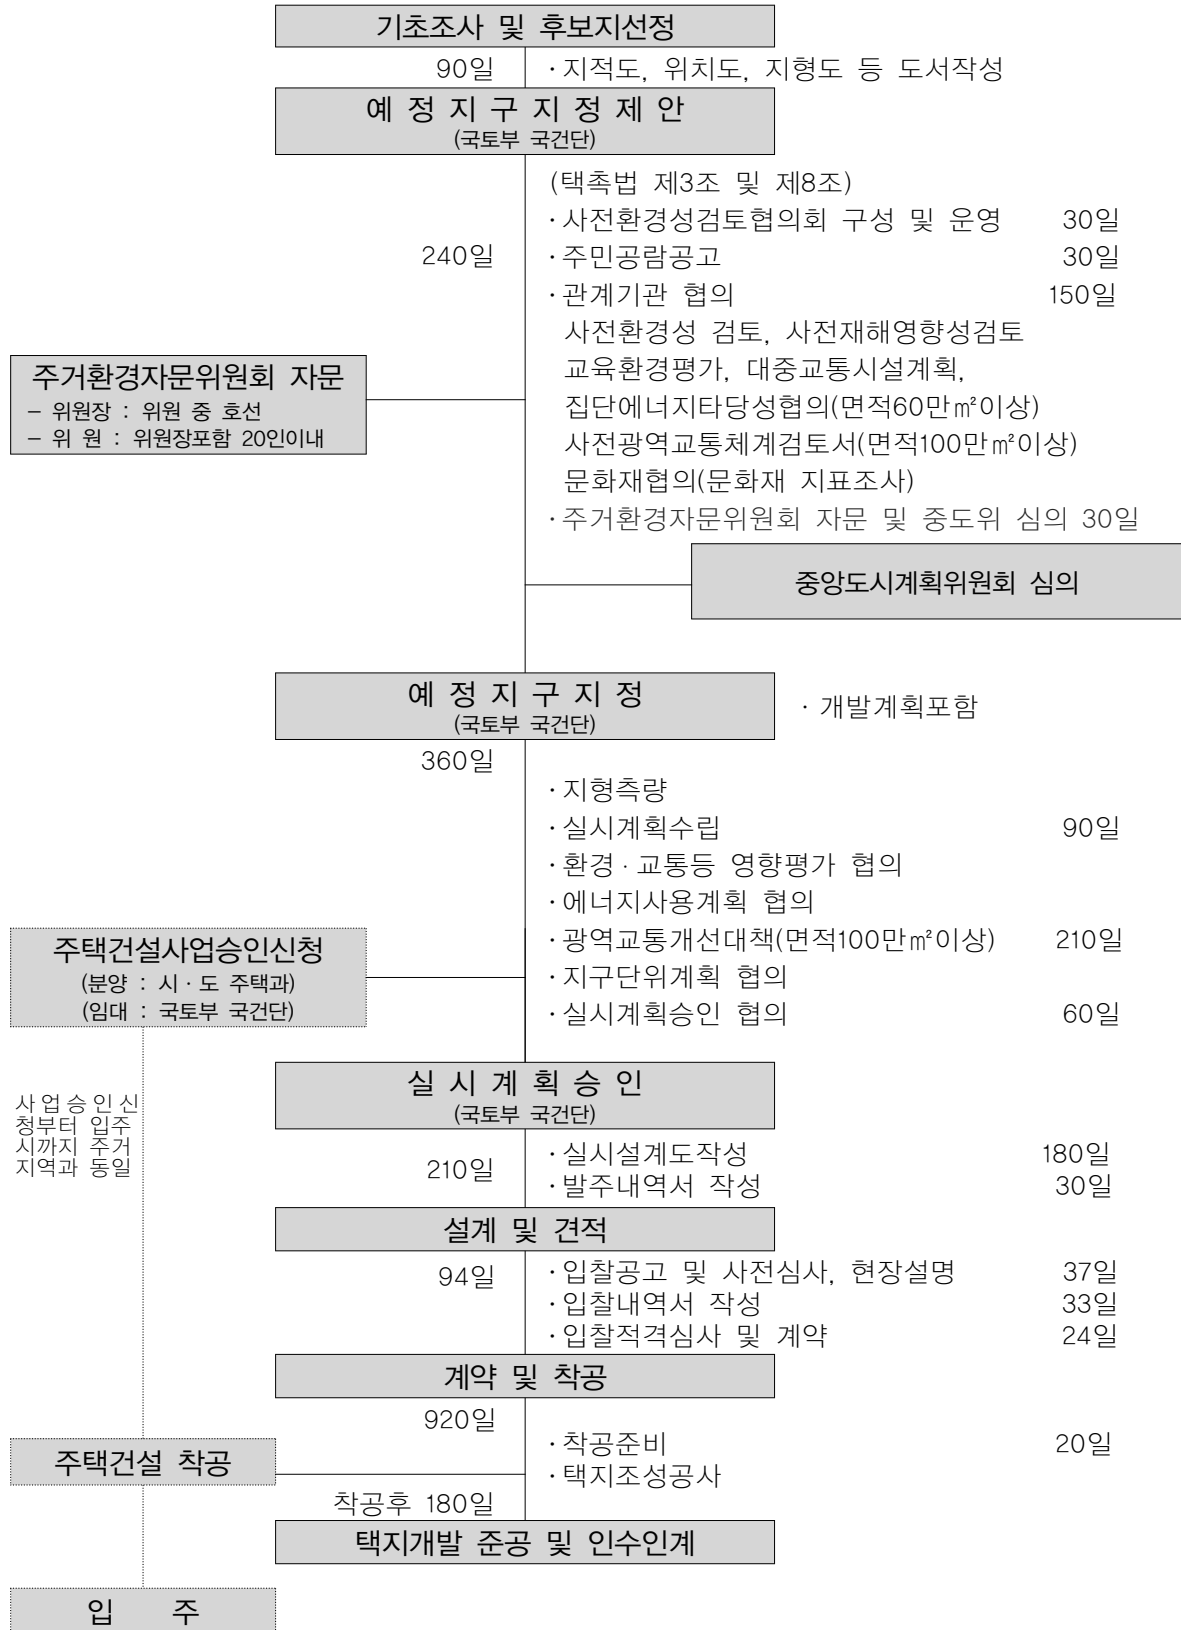 기초조사 및 후보지선정
90일 ·지적도, 위치도, 지형도 등 도서작성
예 정 지 구 지 정 제 안
(국토부 국건단)
(택촉법 제3조 및 제8조)
·사전환경성검토협의회 구성 및 운영 30일
240일 ·주민공람공고 30일
·관계기관 협의 150일
사전환경성 검토, 사전재해영향성검토
교육환경평가, 대중교통시설계획,
집단에너지타당성협의(면적60만㎡이상)
사전광역교통체계검토서(면적100만㎡이상)
문화재협의(문화재 지표조사)
·주거환경자문위원회 자문 및 중도위 심의 30일
주거환경자문위원회 자문
- 위원장 : 위원 중 호선
- 위 원 : 위원장포함 20인이내
중앙도시계획위원회 심의
예 정 지 구 지 정
(국토부 국건단)
· 개발계획포함
360일
·지형측량
·실시계획수립 90일
·환경·교통등 영향평가 협의
·에너지사용계획 협의
·광역교통개선대책(면적100만㎡이상) 210일
·지구단위계획 협의
·실시계획승인 협의 60일
주택건설사업승인신청
(분양 : 시·도 주택과)
(임대 : 국토부 국건단)
실 시 계 획 승 인
(국토부 국건단)
사업승인신
청부터 입주
시까지 주거
지역과 동일
210일
·실시설계도작성 180일
·발주내역서 작성 30일
설계 및 견적
94일 ·입찰공고 및 사전심사, 현장설명 37일
·입찰내역서 작성 33일
·입찰적격심사 및 계약 24일
계약 및 착공
920일
·착공준비 20일
·택지조성공사
주택건설 착공
착공후 180일
택지개발 준공 및 인수인계
입 주